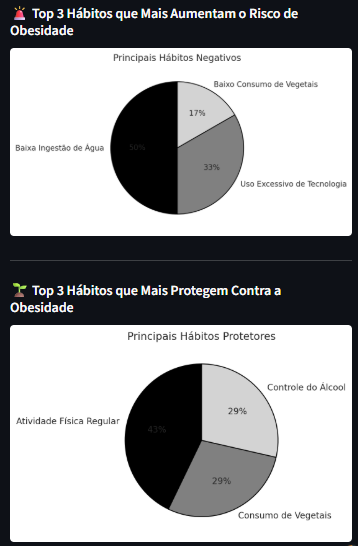 🚨 Top 3 Hábitos que Mais Aumentam o Risco de
Obesidade
Principais Hábitos Negativos
Baixo Consumo de Vegetais
17%
Baixa Ingestão de Água
50%
33%
Uso Excessivo de Tecnologia
🌱 Top 3 Hábitos que Mais Protegem Contra a
Obesidade
Principais Hábitos Protetores
Controle do Álcool
29%
Atividade Física Regular
43%
29%
Consumo de Vegetais